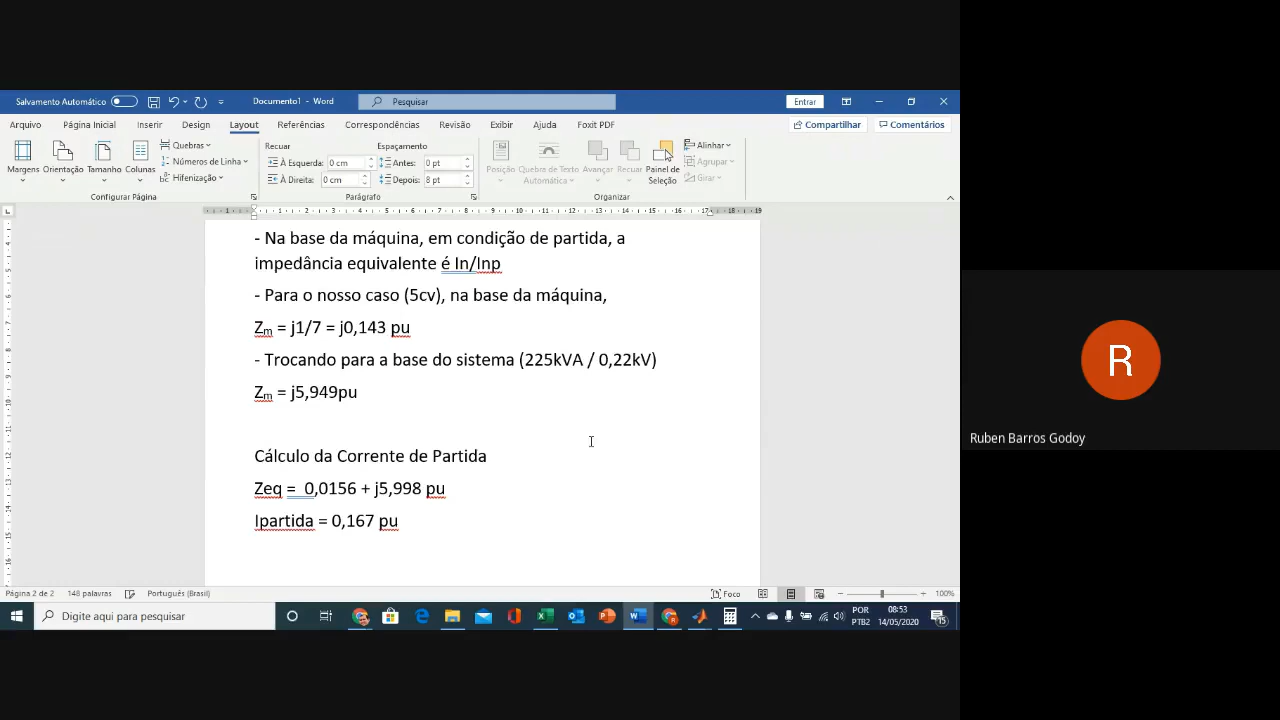 Salvamento Automático
Documento1 - Word
Pesquisar
Entrar
Arquivo Página Inicial Inserir Design Layout Referências Correspondências Revisão Exibir Ajuda Foxit PDF Compartilhar Comentários
Margens Orientação Tamanho Colunas
Quebras
Números de Linha
Hifenização
Configurar Página
Recuar
À Esquerda: 0 cm
À Direita: 0 cm
Espaçamento
Antes: 0 pt
Depois: 8 pt
Parágrafo
Posição
Quebra de Texto Automática
Avançar
Recuar
Painel de Seleção
Alinhar
Agrupar
Girar
Organizar
- Na base da máquina, em condição de partida, a
impedância equivalente é In/Inp
- Para o nosso caso (5cv), na base da máquina,
Zm = j1/7 = j0,143 pu
- Trocando para a base do sistema (225kVA / 0,22kV)
Zm = j5,949pu
Cálculo da Corrente de Partida
Zeq = 0,0156 + j5,998 pu
Ipartida = 0,167 pu
Página 2 de 2 148 palavras Português (Brasil) Foco 100%
Digite aqui para pesquisar
POR
PTB2
08:53
14/05/2020
15
R
Ruben Barros Godoy